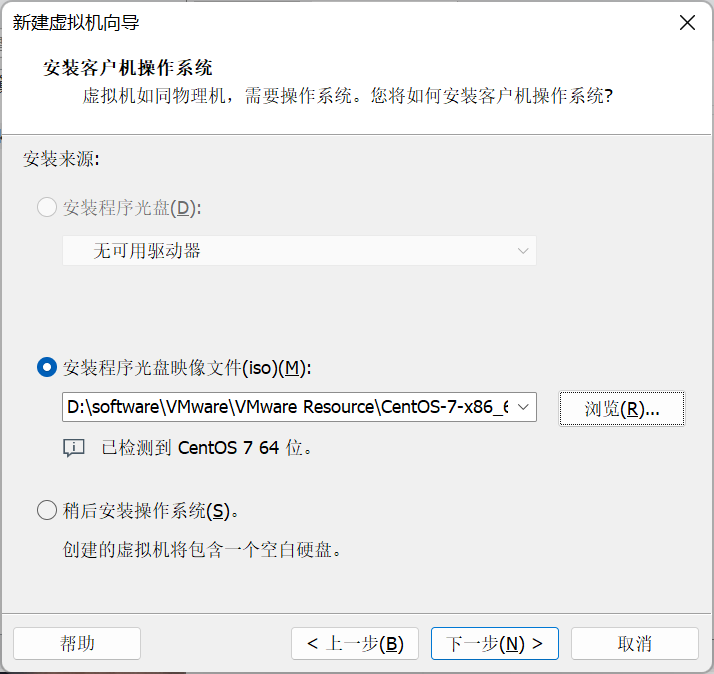 新建虚拟机向导
安装客户机操作系统
虚拟机如同物理机，需要操作系统。您将如何安装客户机操作系统?
安装来源:
安装程序光盘(D):
无可用驱动器
安装程序光盘映像文件(iso)(M):
D:\software\VMware\VMware Resource\CentOS-7-x86_6
浏览(R)...
已检测到 CentOS 7 64 位。
稍后安装操作系统(S)。
创建的虚拟机将包含一个空白硬盘。
帮助
< 上一步(B)
下一步(N) >
取消